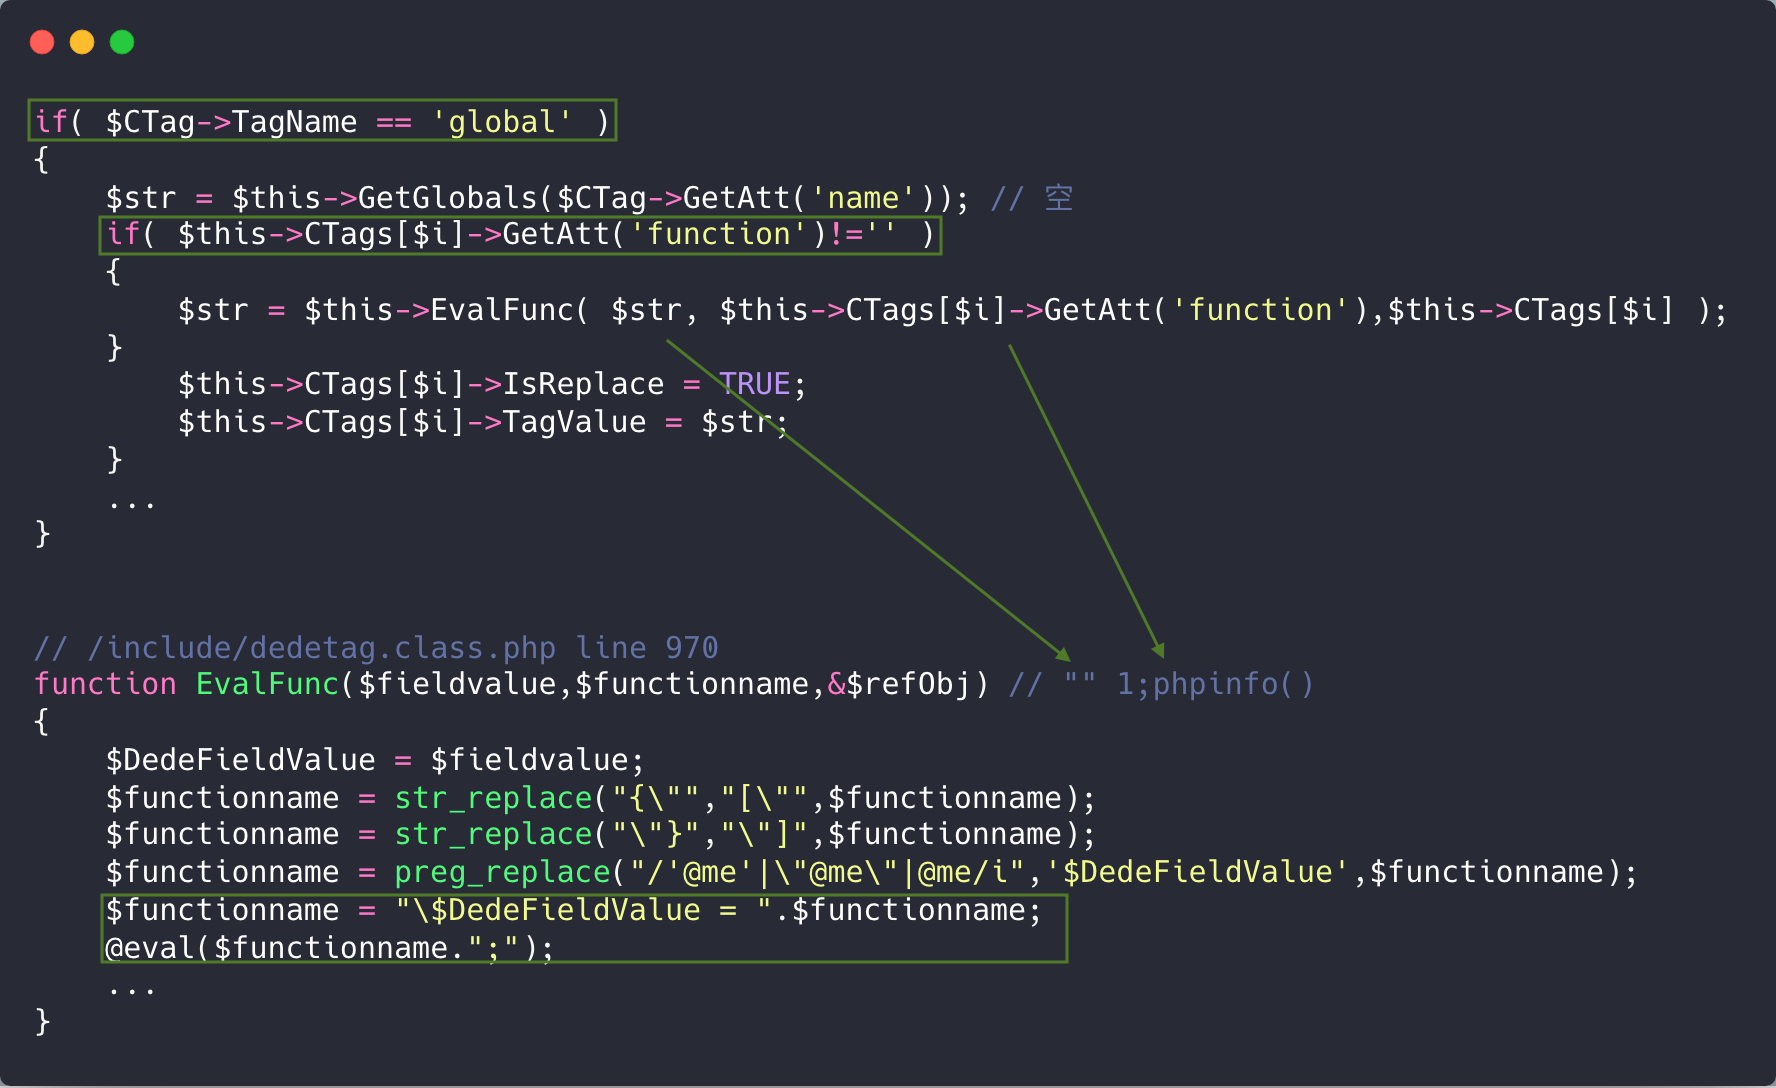 if( $CTag->TagName == 'global' )
{
    $str = $this->GetGlobals($CTag->GetAtt('name')); // 空
    if( $this->CTags[$i]->GetAtt('function')!='' )
    {
        $str = $this->EvalFunc( $str, $this->CTags[$i]->GetAtt('function'),$this->CTags[$i] );
    }
        $this->CTags[$i]->IsReplace = TRUE;
        $this->CTags[$i]->TagValue = $str;
    }
    ...
}
// /include/dedetag.class.php line 970
function EvalFunc($fieldvalue,$functionname,&$refObj) // "" 1;phpinfo()
{
    $DedeFieldValue = $fieldvalue;
    $functionname = str_replace("{\"","[\"",$functionname);
    $functionname = str_replace("\"}","\"]",$functionname);
    $functionname = preg_replace("/'@me'|\"@me\"|@me/i",'$DedeFieldValue',$functionname);
    $functionname = "\$DedeFieldValue = ".$functionname;
    @eval($functionname.";");
    ...
}